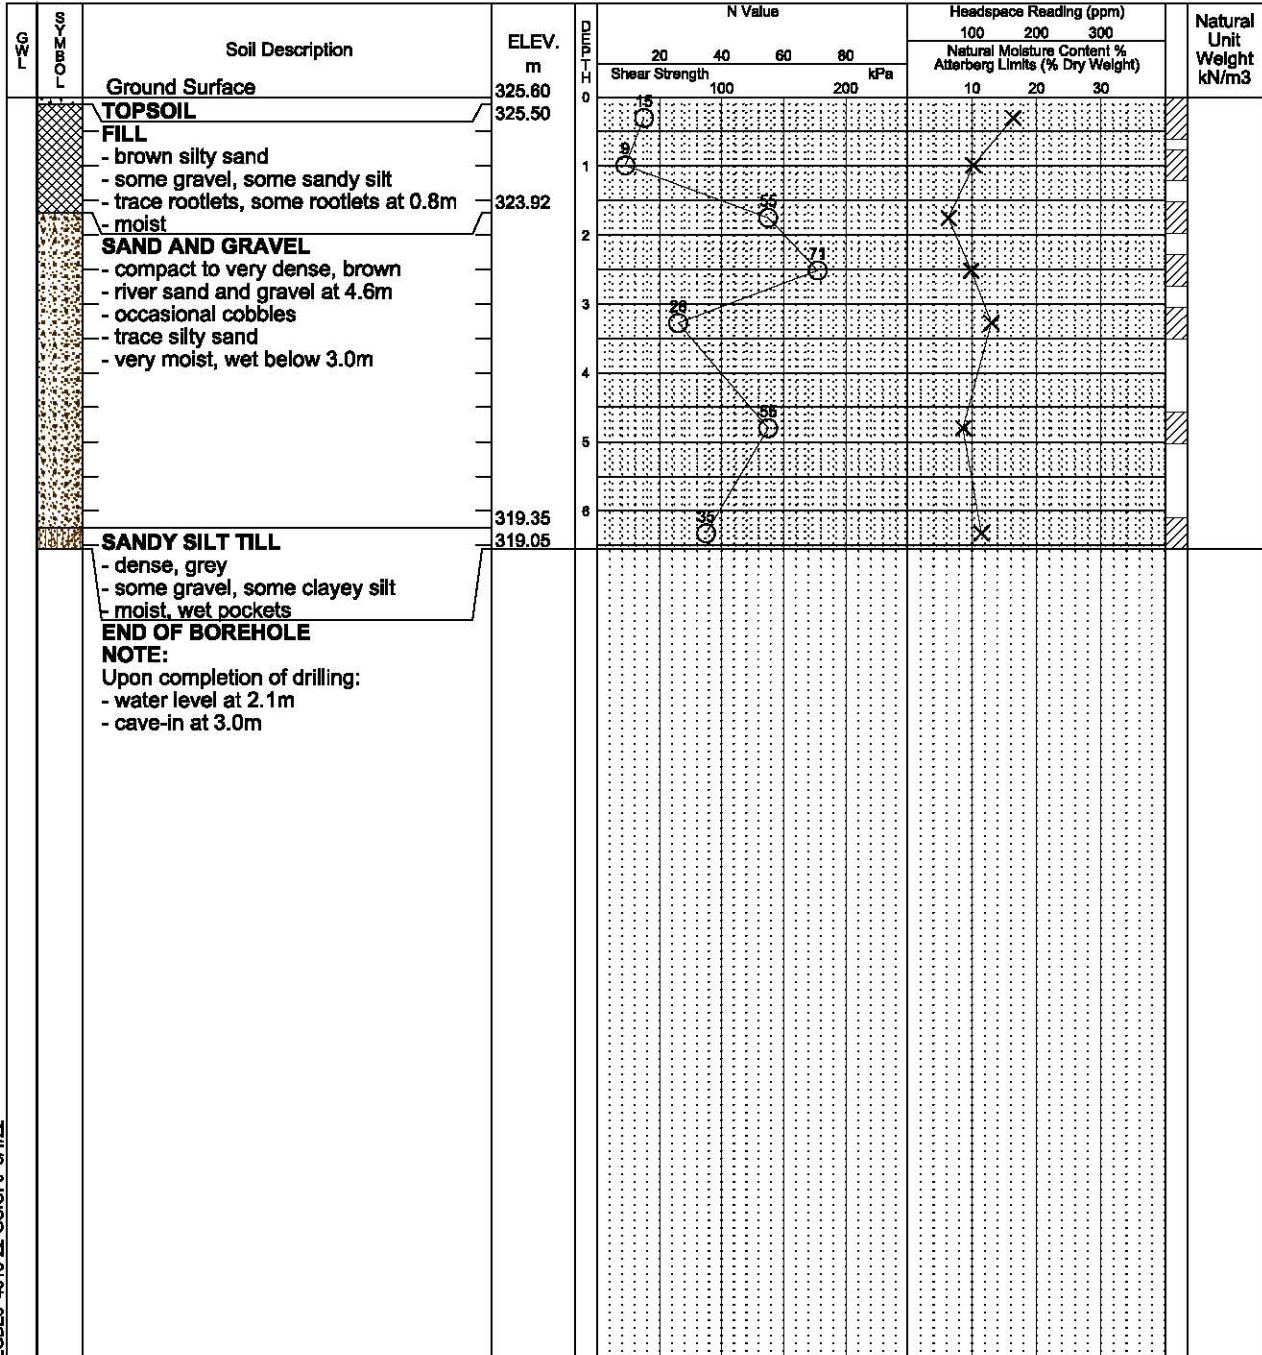 GWL
SYMBOL
Soil Description
Ground Surface
ELEV.
m
325.60
DEPTH
N Value
20 40 60 80
Shear Strength kPa
100 200
Headspace Reading (ppm)
100 200 300
Natural Moisture Content %
Atterberg Limits (% Dry Weight)
10 20 30
Natural
Unit
Weight
kN/m3
0
TOPSOIL
325.50
15
FILL
- brown silty sand
9
1
- some gravel, some sandy silt
- trace rootlets, some rootlets at 0.8m
323.92
55
- moist
2
SAND AND GRAVEL
71
- compact to very dense, brown
- river sand and gravel at 4.6m
3
26
- occasional cobbles
- trace silty sand
- very moist, wet below 3.0m
4
55
5
6
319.35
35
SANDY SILT TILL
319.05
- dense, grey
- some gravel, some clayey silt
- moist, wet pockets
END OF BOREHOLE
NOTE:
Upon completion of drilling:
- water level at 2.1m
- cave-in at 3.0m